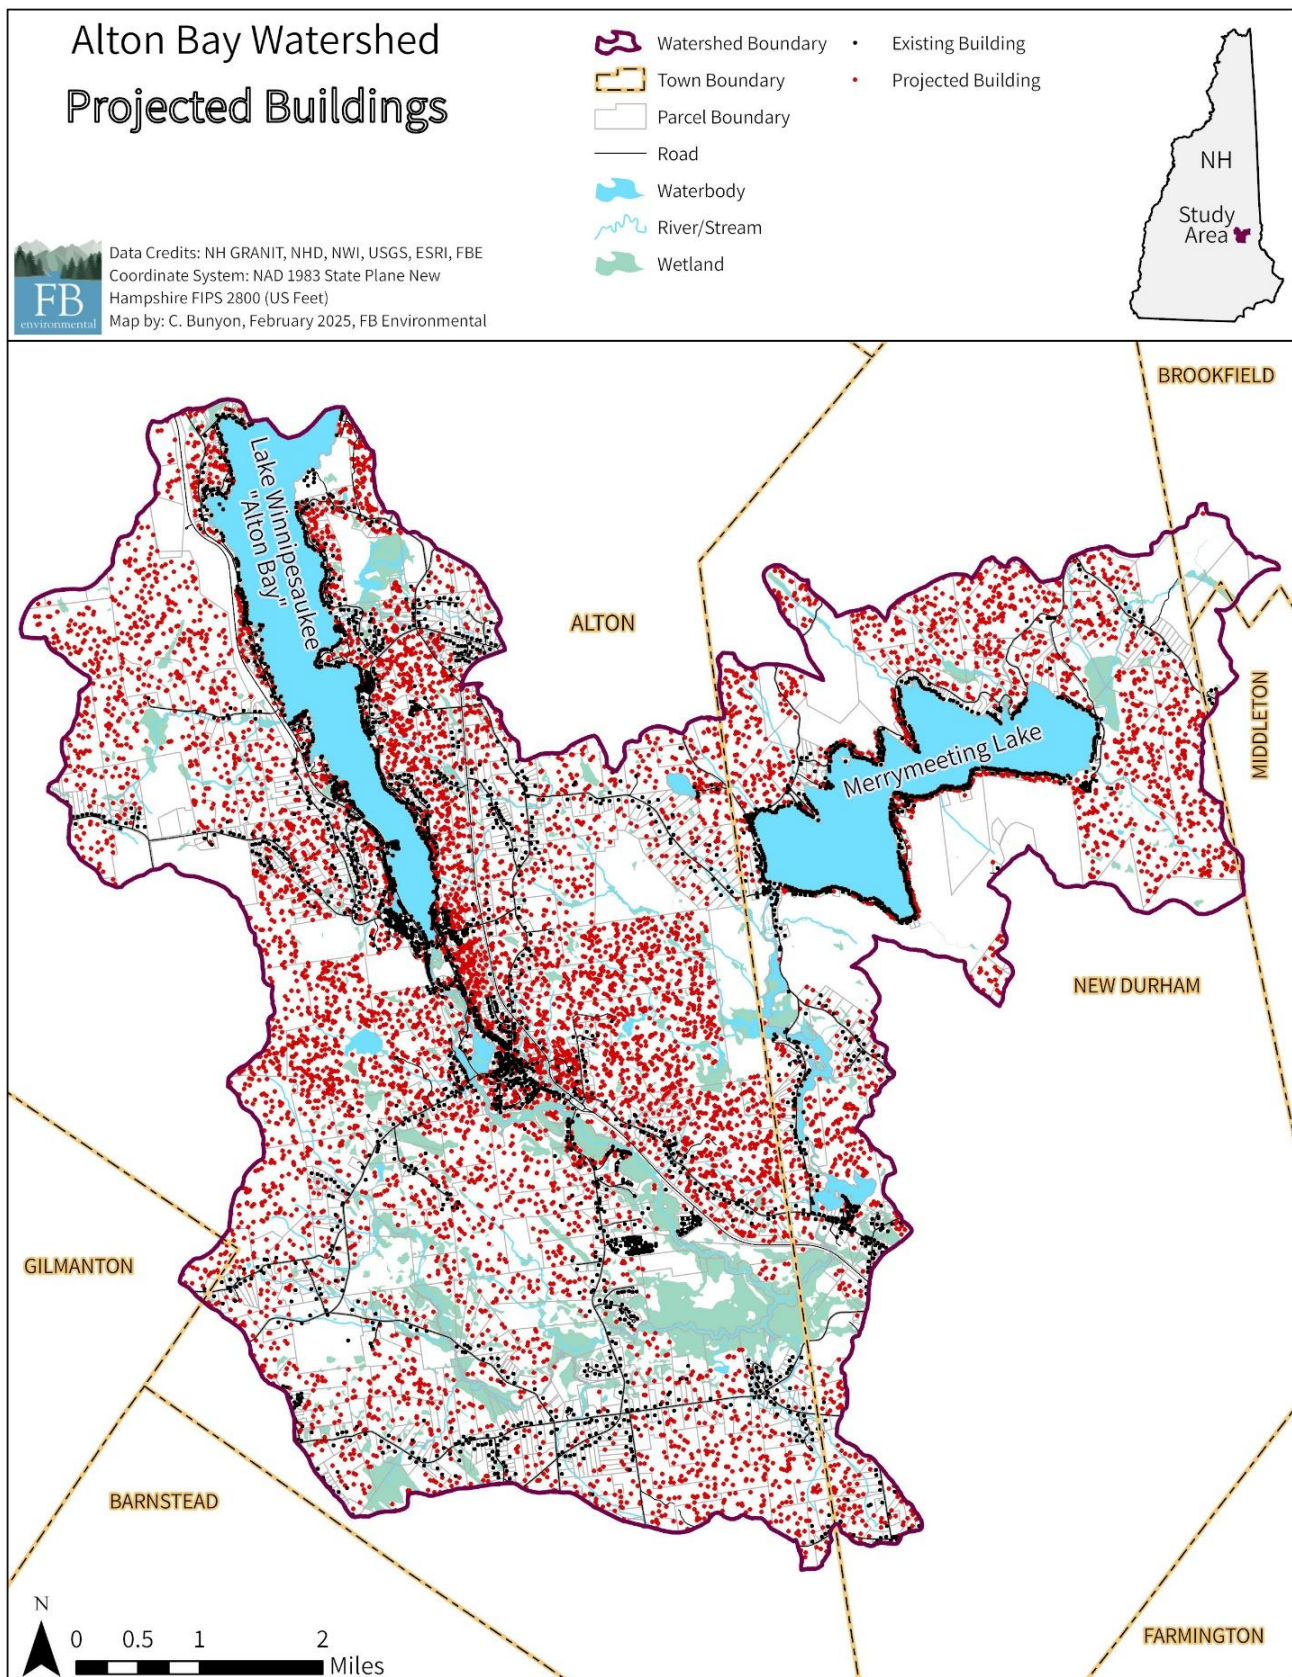 Alton Bay Watershed
Projected Buildings
Watershed Boundary
Town Boundary
Parcel Boundary
Road
Waterbody
River/Stream
Wetland
Existing Building
Projected Building
NH
Study
Area
FB
environmental
Data Credits: NH GRANIT, NHD, NWI, USGS, ESRI, FBE
Coordinate System: NAD 1983 State Plane New
Hampshire FIPS 2800 (US Feet)
Map by: C. Bunyon, February 2025, FB Environmental
BROOKFIELD
Lake Winnipesaukee
"Alton Bay"
ALTON
MIDDLETON
Merrymeeting Lake
NEW DURHAM
GILMANTON
BARNSTEAD
FARMINGTON
N
0 0.5 1 2
Miles